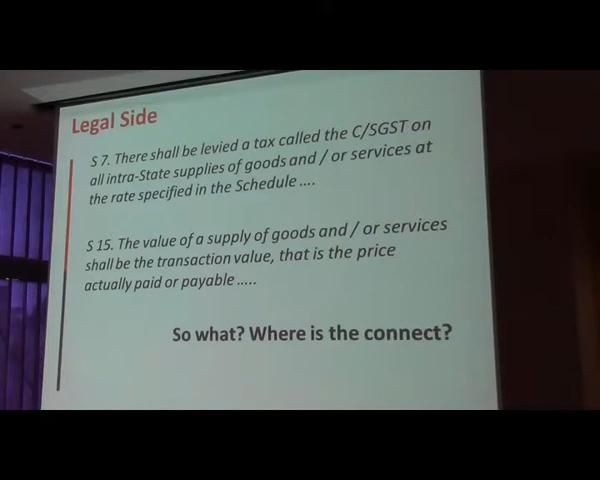 Legal Side
S 7. There shall be levied a tax called the C/SGST on
all intra-State supplies of goods and / or services at
the rate specified in the Schedule ....
S 15. The value of a supply of goods and / or services
shall be the transaction value, that is the price
actually paid or payable .....
So what? Where is the connect?